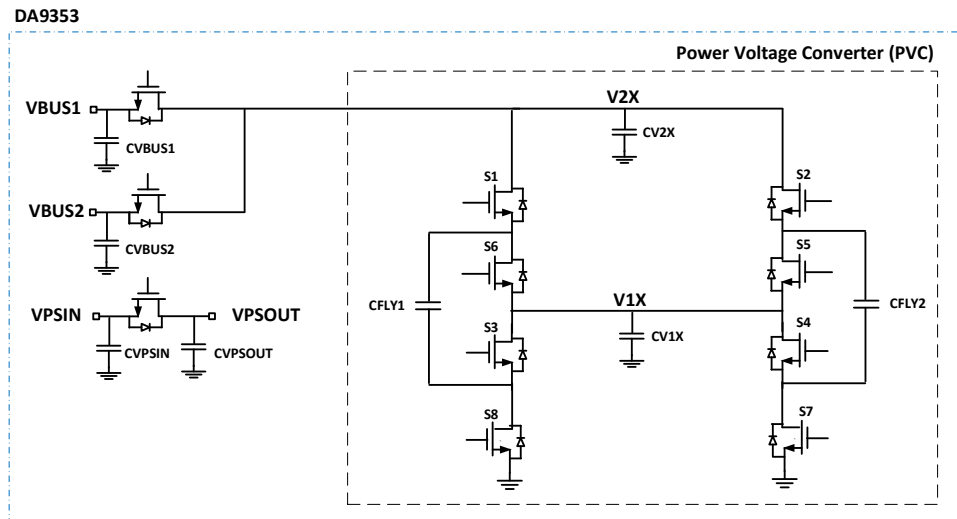 DA9353
Power Voltage Converter (PVC)
VBUS1
V2X
CVBUS1
CV2X
S1
S2
VBUS2
CVBUS2
S6
S5
CFLY1
V1X
CFLY2
VPSIN
VPSOUT
S3
S4
CV1X
CVPSIN
CVPSOUT
S8
S7